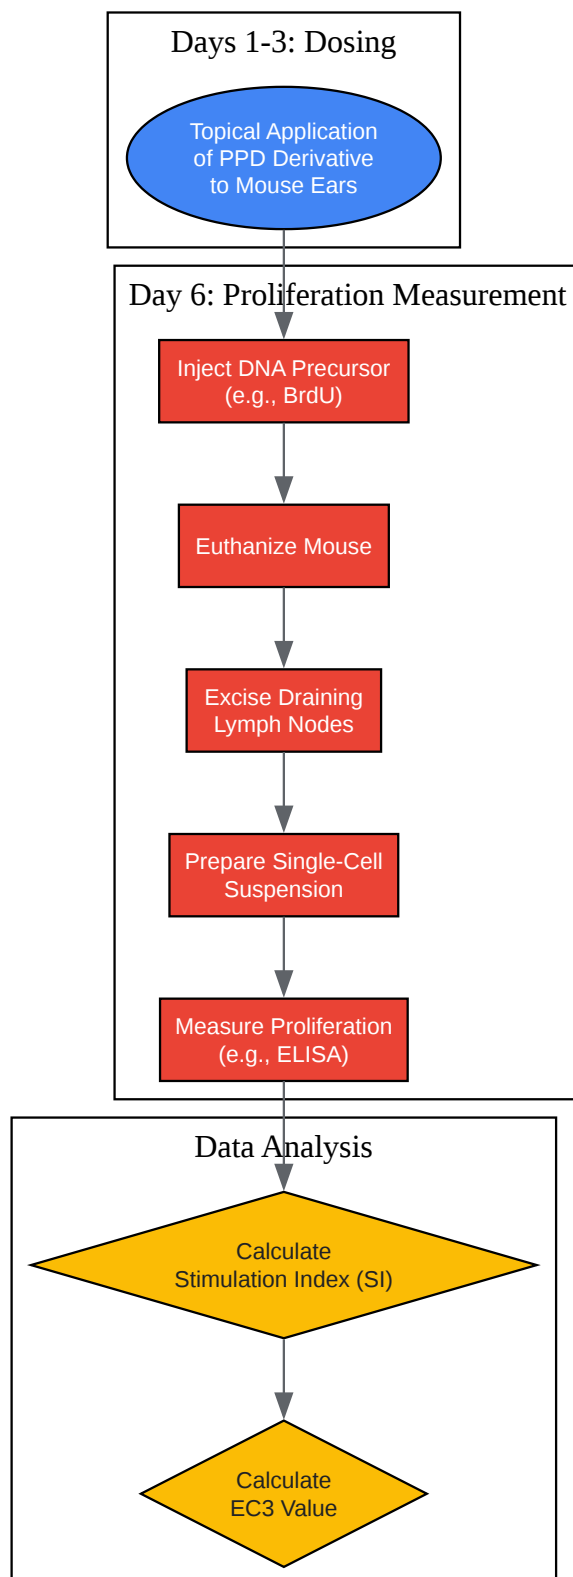 Days 1-3: Dosing
Topical Application
of PPD Derivative
to Mouse Ears
Day 6: Proliferation Measurement
Inject DNA Precursor
(e.g., BrdU)
Euthanize Mouse
Excise Draining
Lymph Nodes
Prepare Single-Cell
Suspension
Measure Proliferation
(e.g., ELISA)
Data Analysis
Calculate
Stimulation Index (SI)
Calculate
EC3 Value